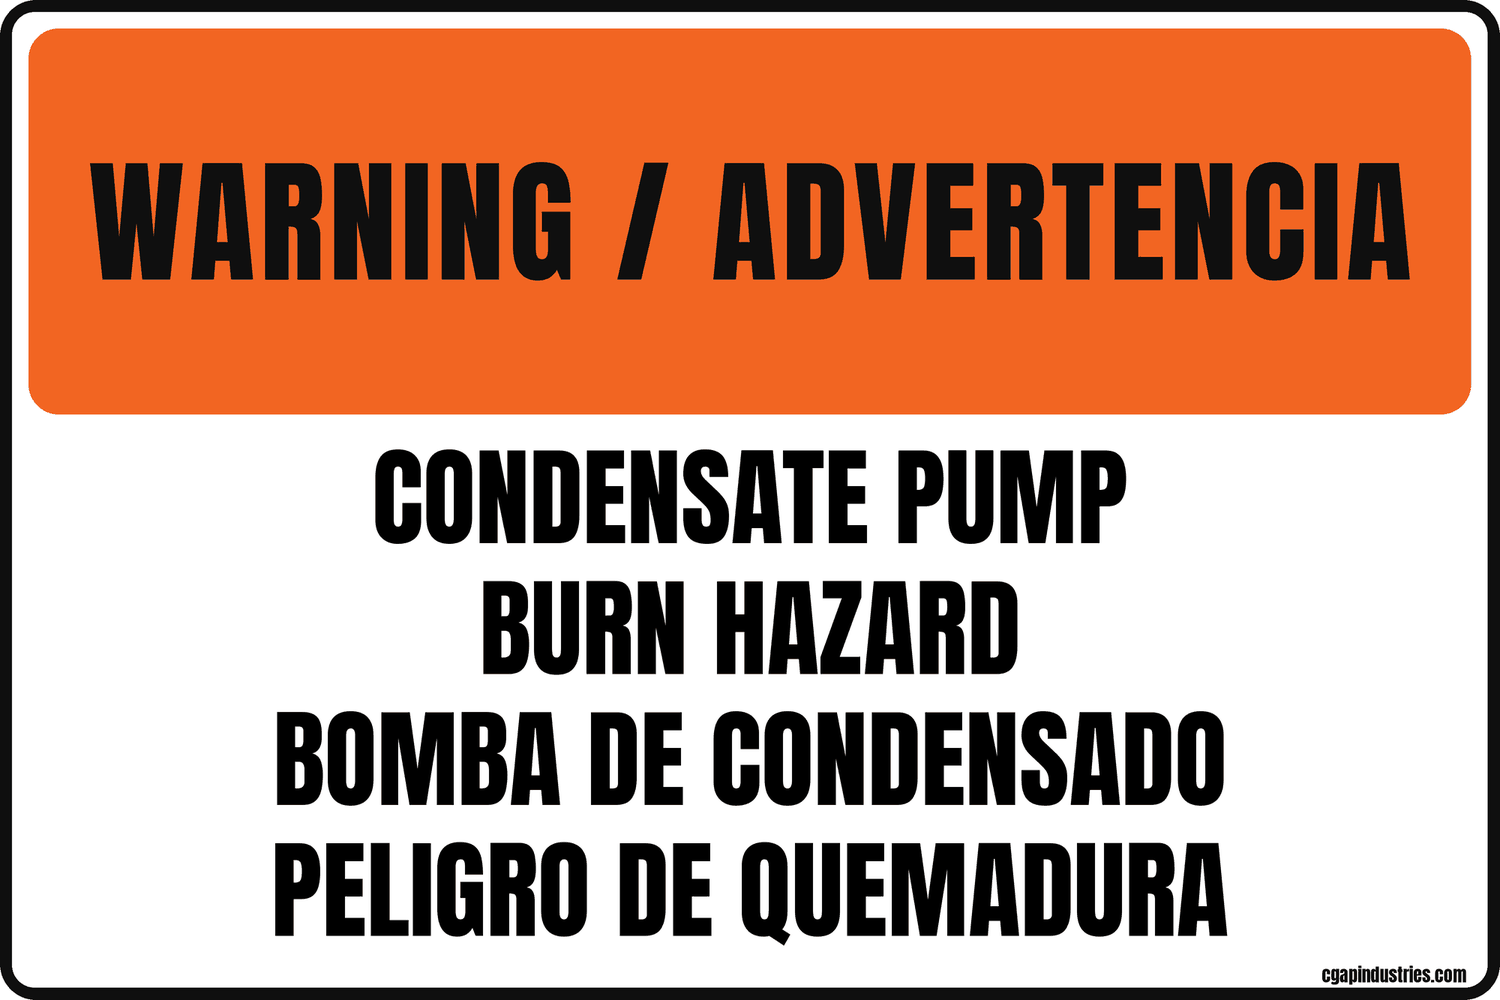 WARNING / ADVERTENCIA
CONDENSATE PUMP
BURN HAZARD
BOMBA DE CONDENSADO
PELIGRO DE QUEMADURA
cgapindustries.com